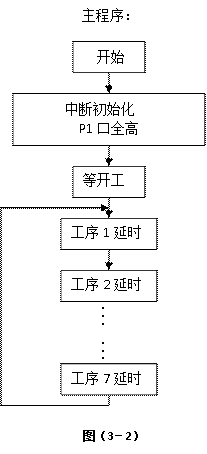 主程序：
开始
中断初始化
P1 口全高
等开工
工序 1 延时
工序 2 延时
工序 7 延时
图（3-2）